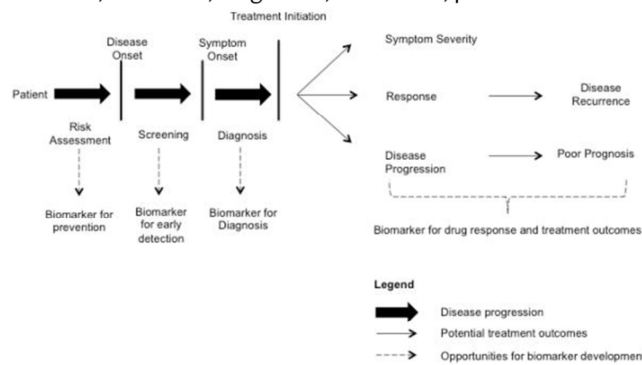 Treatment Initiation
Disease
Onset
Symptom
Onset
Symptom Severity
Patient
Response
Disease
Recurrence
Risk
Assessment
Screening
Diagnosis
Disease
Progression
Poor Prognosis
Biomarker for
prevention
Biomarker
for early
detection
Biomarker for
Diagnosis
Biomarker for drug response and treatment outcomes
Legend
Disease progression
Potential treatment outcomes
Opportunities for biomarker developmen